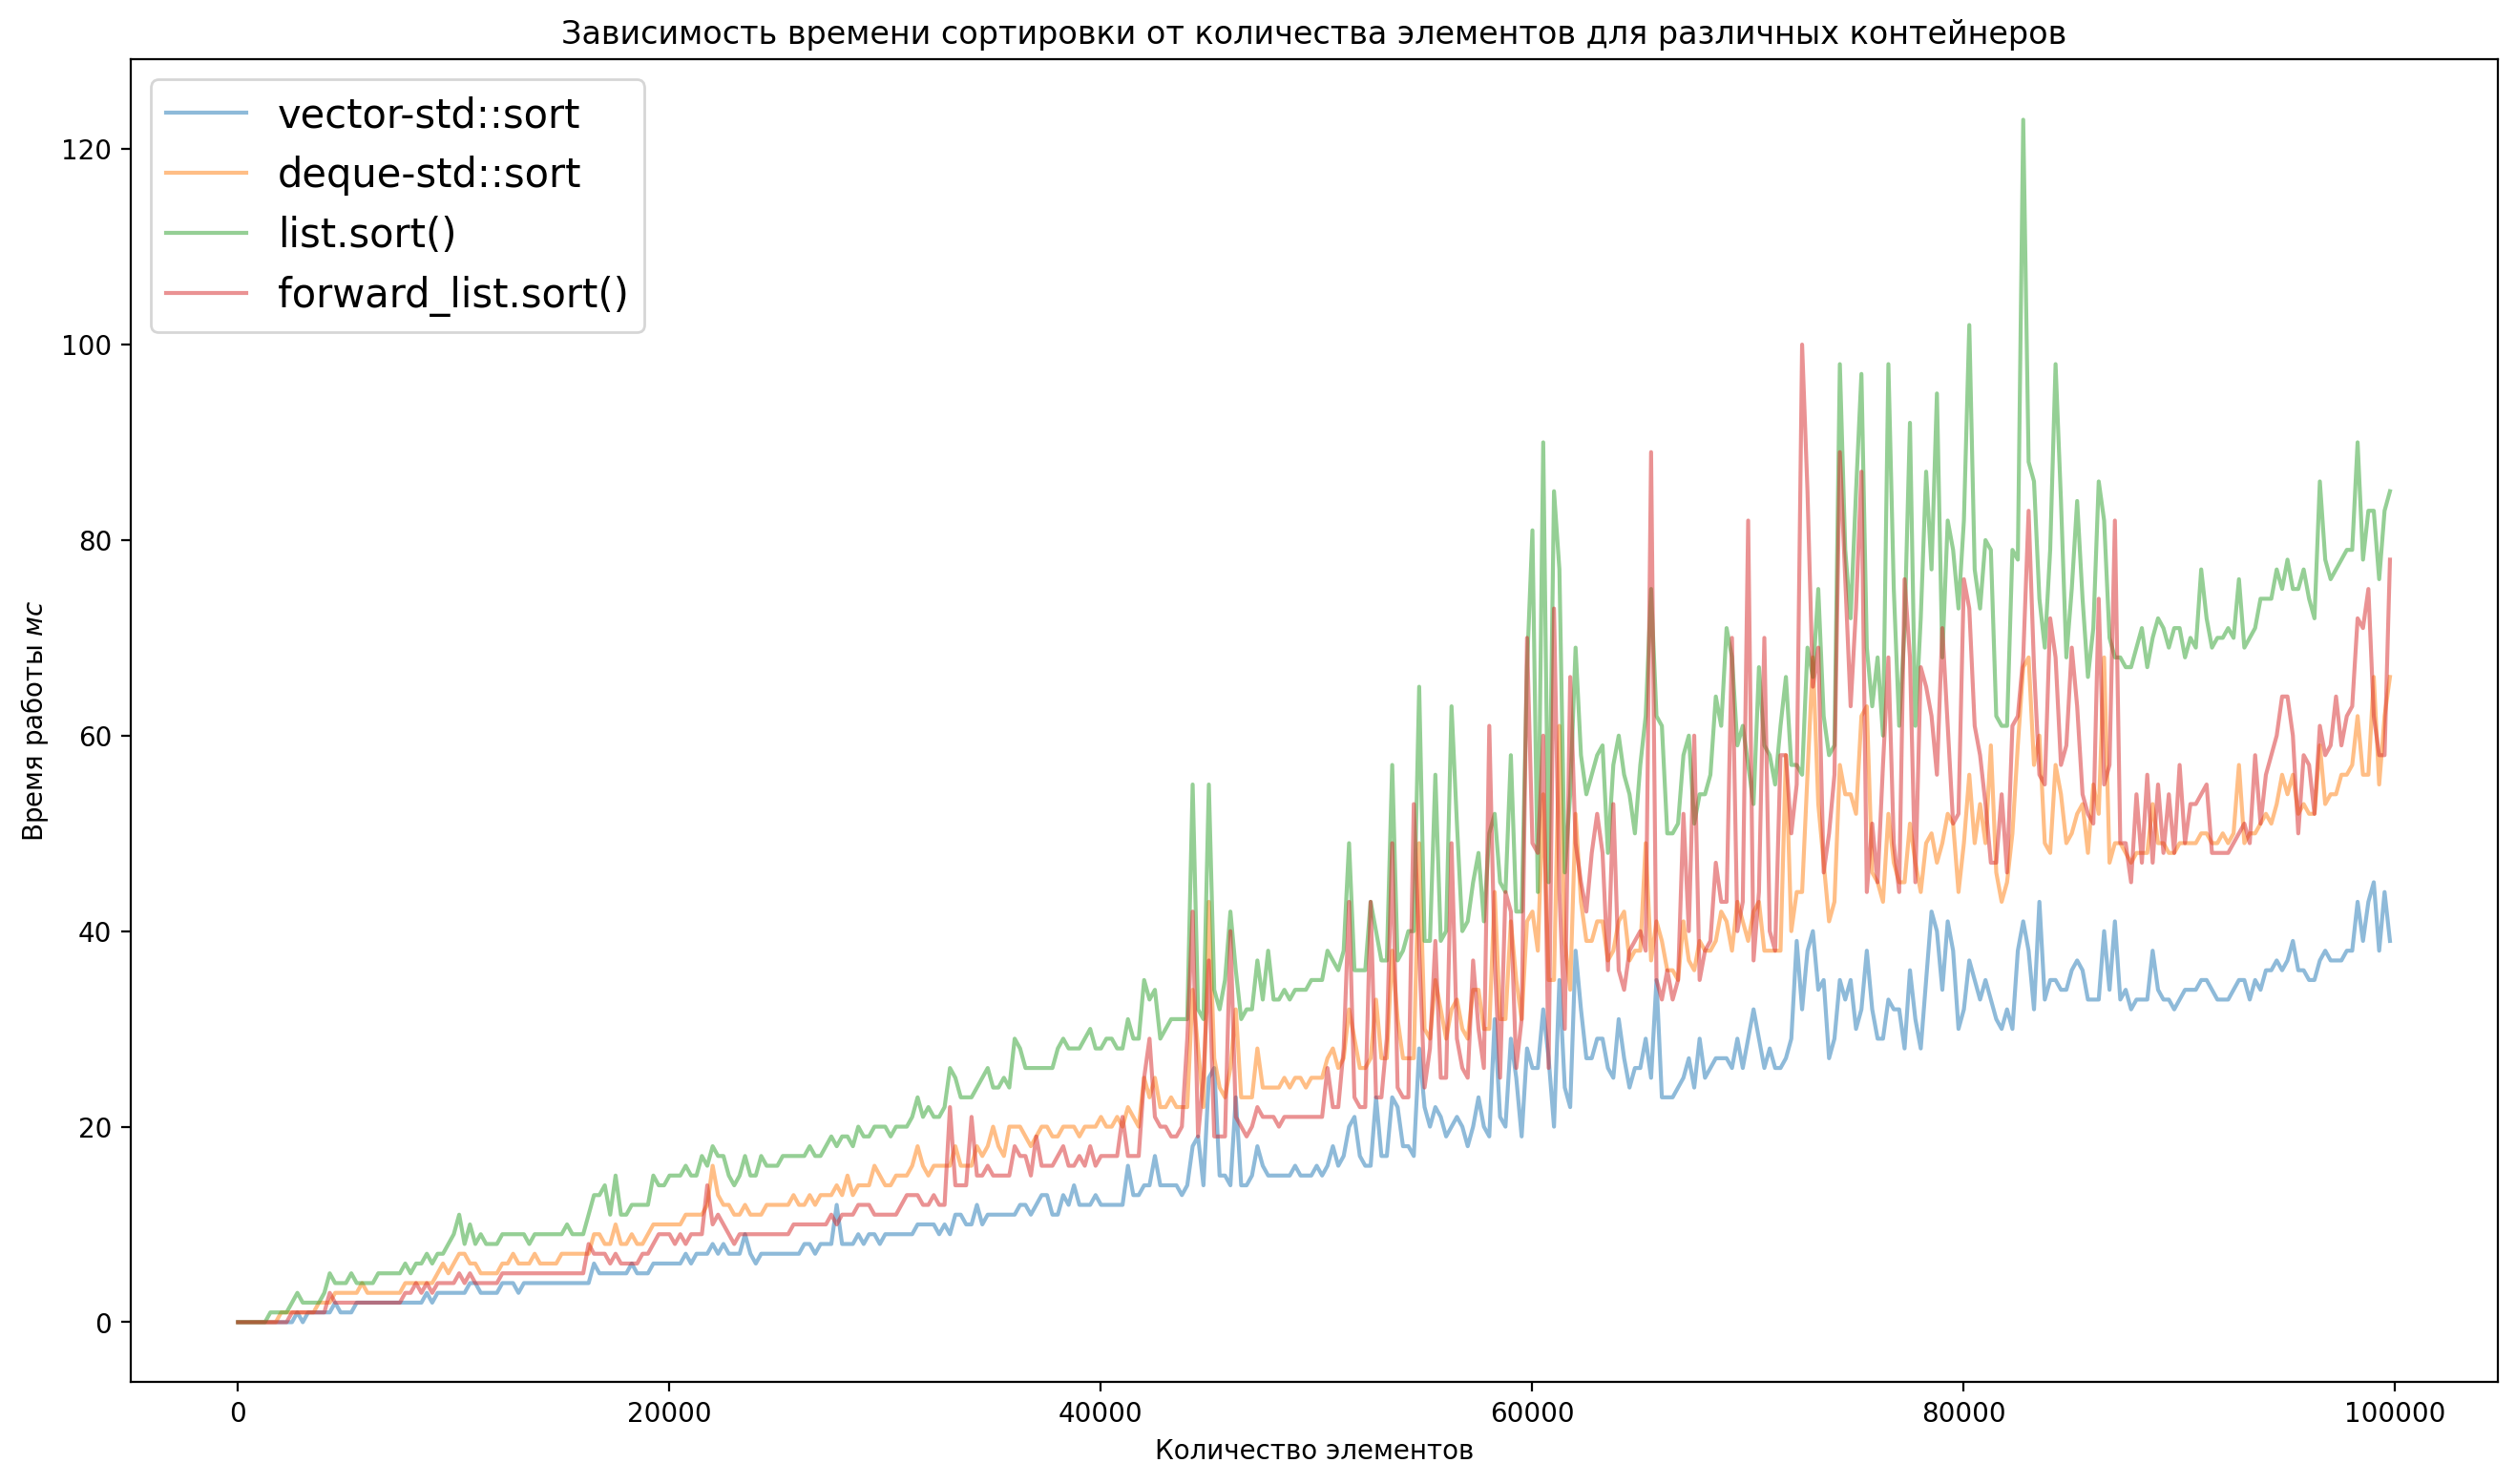 Зависимость времени сортировки от количества элементов для различных контейнеров
vector-std::sort
deque-std::sort
list.sort()
forward_list.sort()
Время работы мс
120
100
80
60
40
20
0
0 20000 40000 60000 80000 100000
Количество элементов